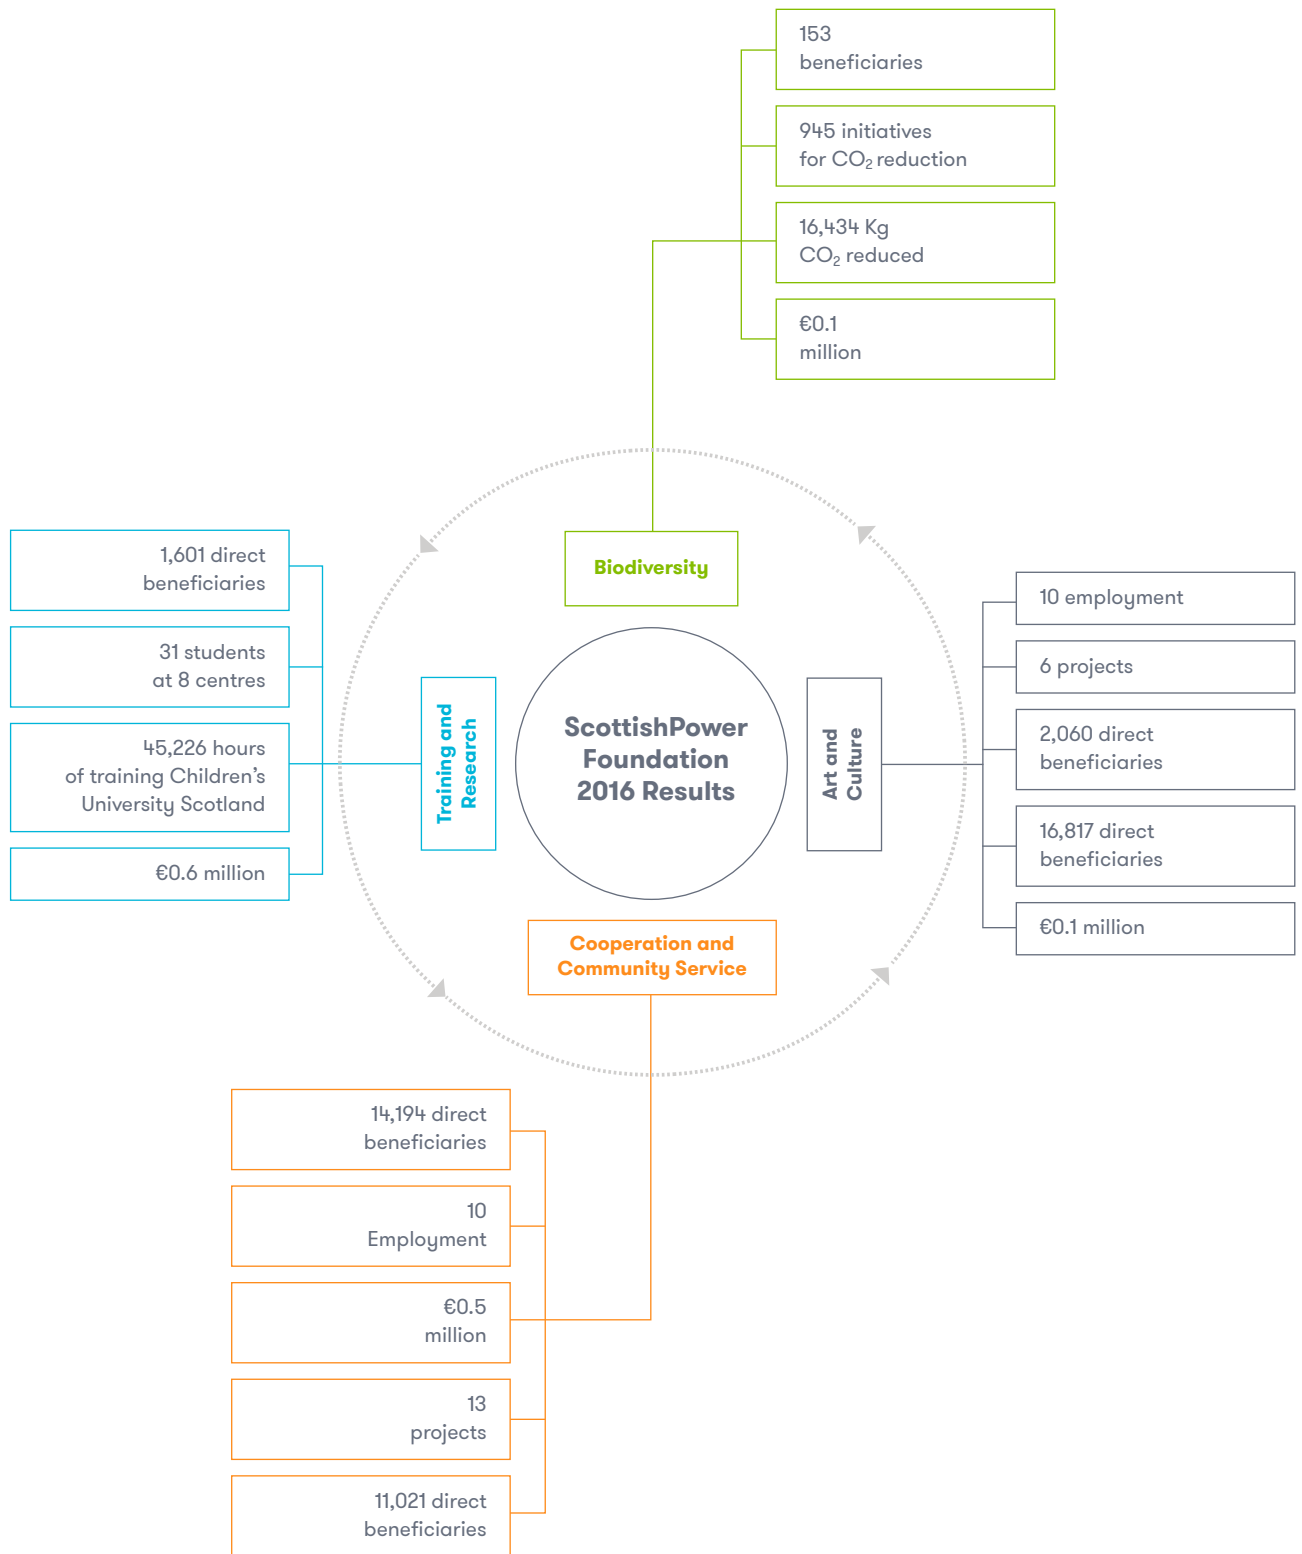 153
beneficiaries
945 initiatives
for CO₂ reduction
16,434 Kg
CO₂ reduced
€0.1
million
Biodiversity
1,601 direct
beneficiaries
31 students
at 8 centres
45,226 hours
of training Children’s
University Scotland
€0.6 million
Training and
Research
ScottishPower
Foundation
2016 Results
Art and
Culture
10 employment
6 projects
2,060 direct
beneficiaries
16,817 direct
beneficiaries
€0.1 million
Cooperation and
Community Service
14,194 direct
beneficiaries
10
Employment
€0.5
million
13
projects
11,021 direct
beneficiaries